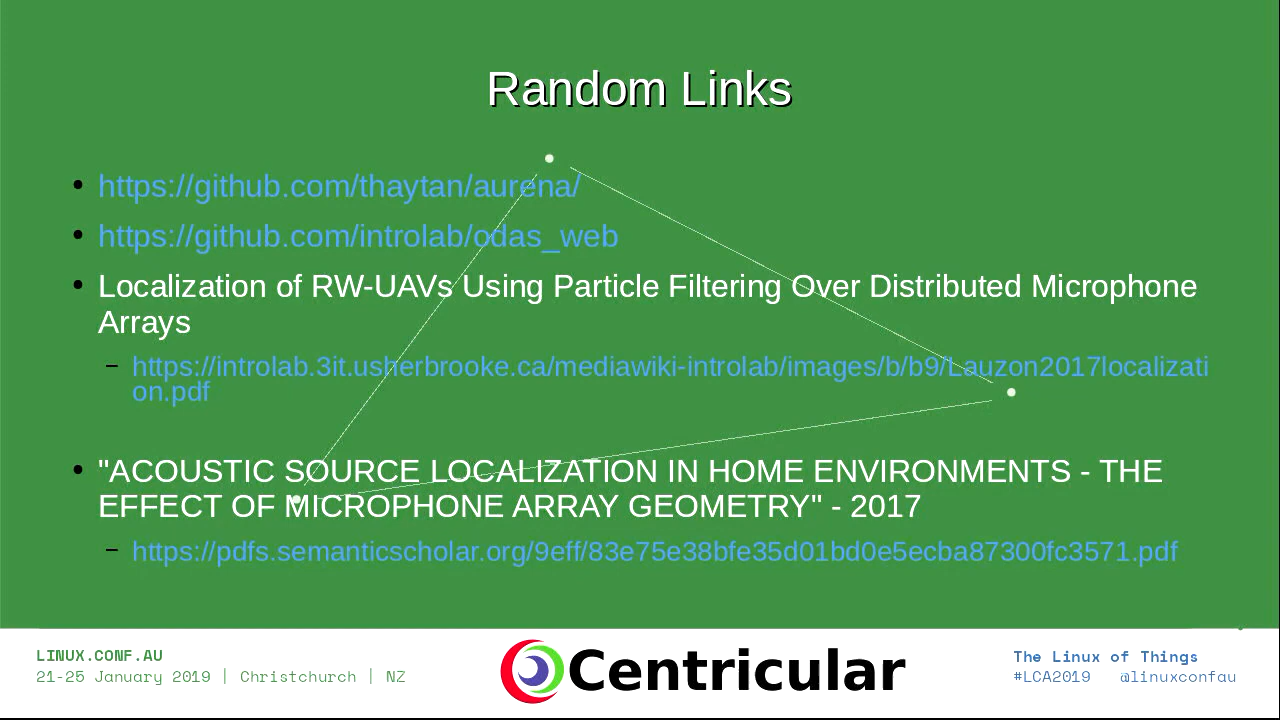 Random Links
https://github.com/thaytan/aurena/
https://github.com/introlab/odas_web
Localization of RW-UAVs Using Particle Filtering Over Distributed Microphone
Arrays
https://introlab.3it.usherbrooke.ca/mediawiki-introlab/images/b/b9/Lauzon2017localizati
on.pdf
"ACOUSTIC SOURCE LOCALIZATION IN HOME ENVIRONMENTS - THE
EFFECT OF MICROPHONE ARRAY GEOMETRY" - 2017
https://pdfs.semanticscholar.org/9eff/83e75e38bfe35d01bd0e5ecba87300fc3571.pdf
LINUX.CONF.AU
21-25 January 2019 | Christchurch | NZ
Centricular
The Linux of Things
#LCA2019 @linuxconfau